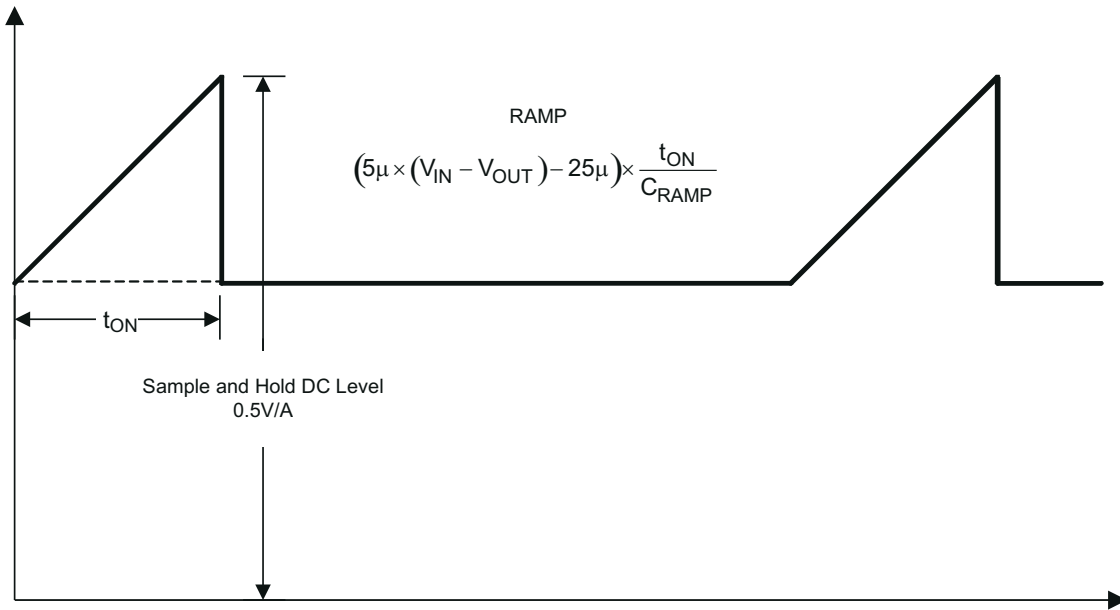 RAMP
(5μ × (V_IN – V_OUT) – 25μ) × t_ON / C_RAMP
t_ON
Sample and Hold DC Level
0.5V/A